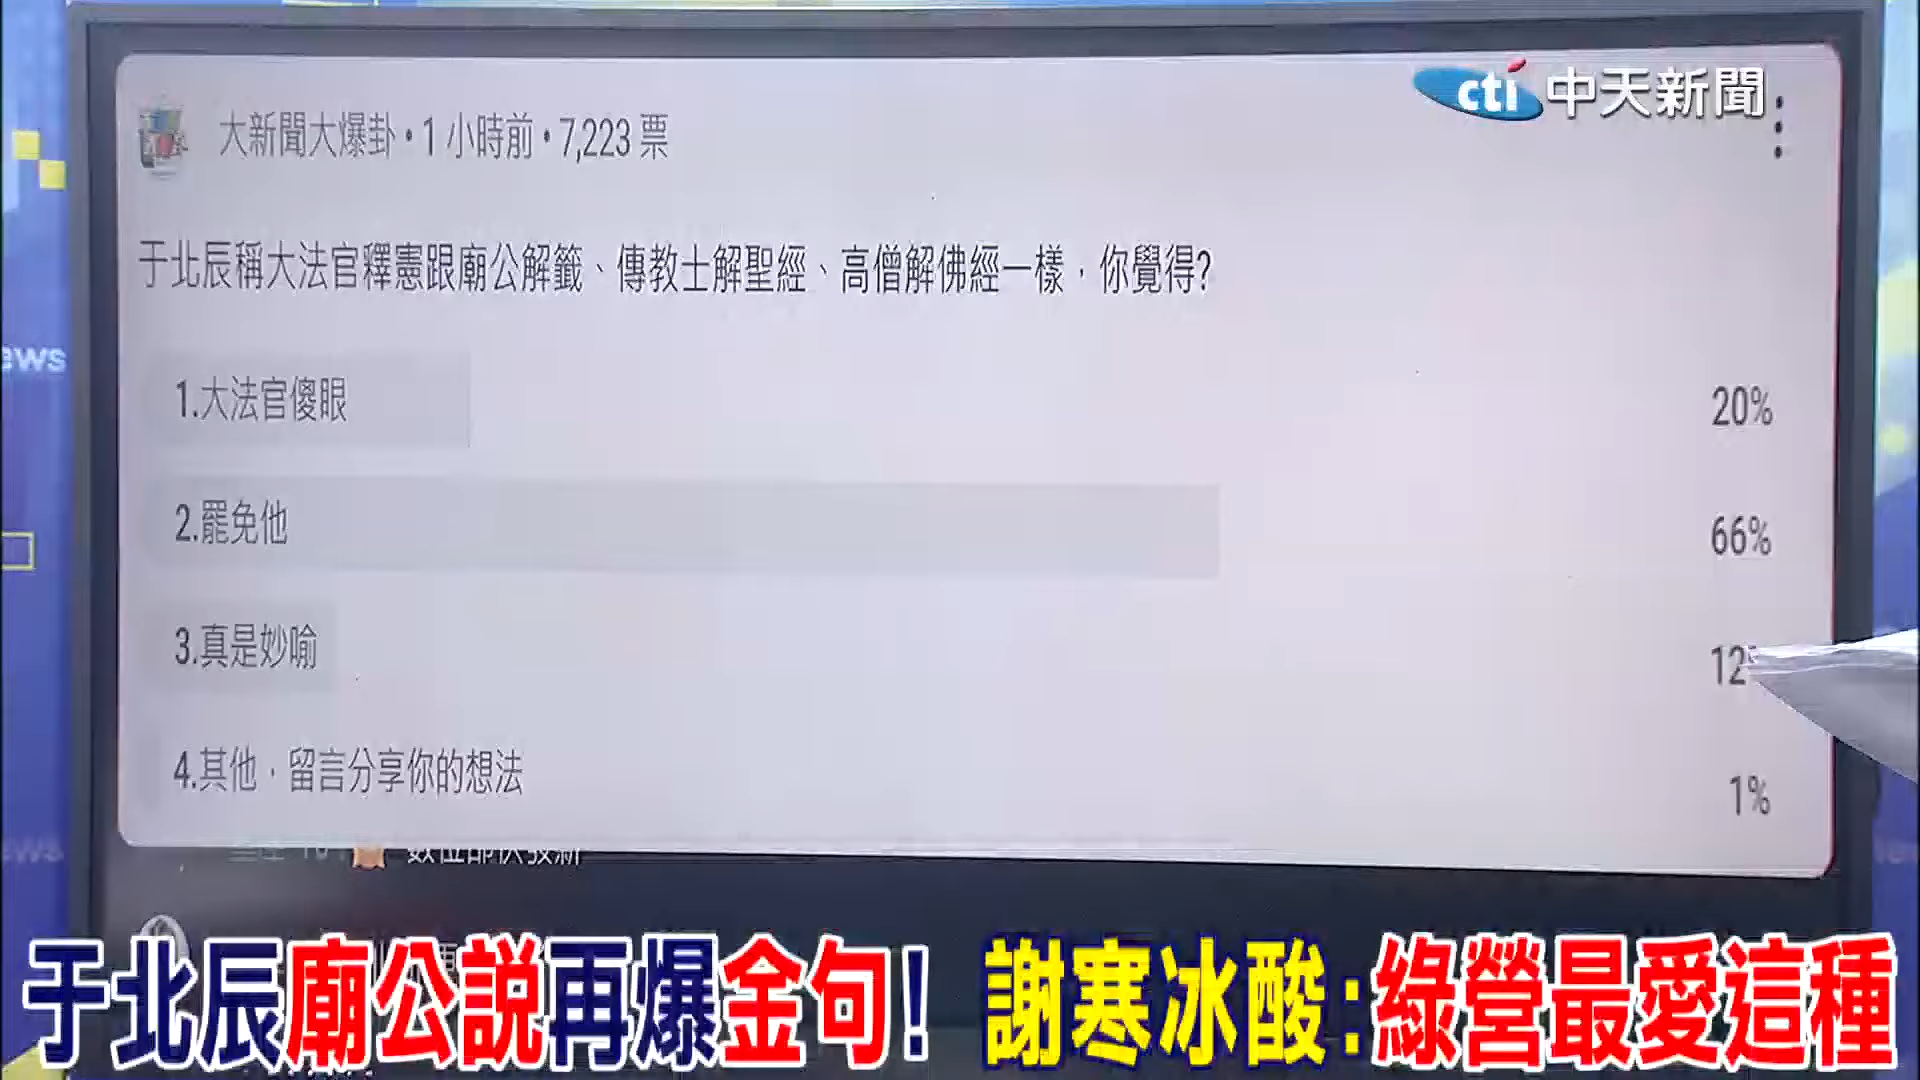 cti 中天新聞
大新聞大爆卦•1 小時前•7,223 票
于北辰稱大法官釋憲跟廟公解籤、傳教士解聖經、高僧解佛經一樣，你覺得?
1.大法官傻眼
20%
2.罷免他
66%
3.真是妙喻
12
4.其他，留言分享你的想法
1%
ews
于北辰廟公説再爆金句! 謝寒冰酸:綠營最愛這種